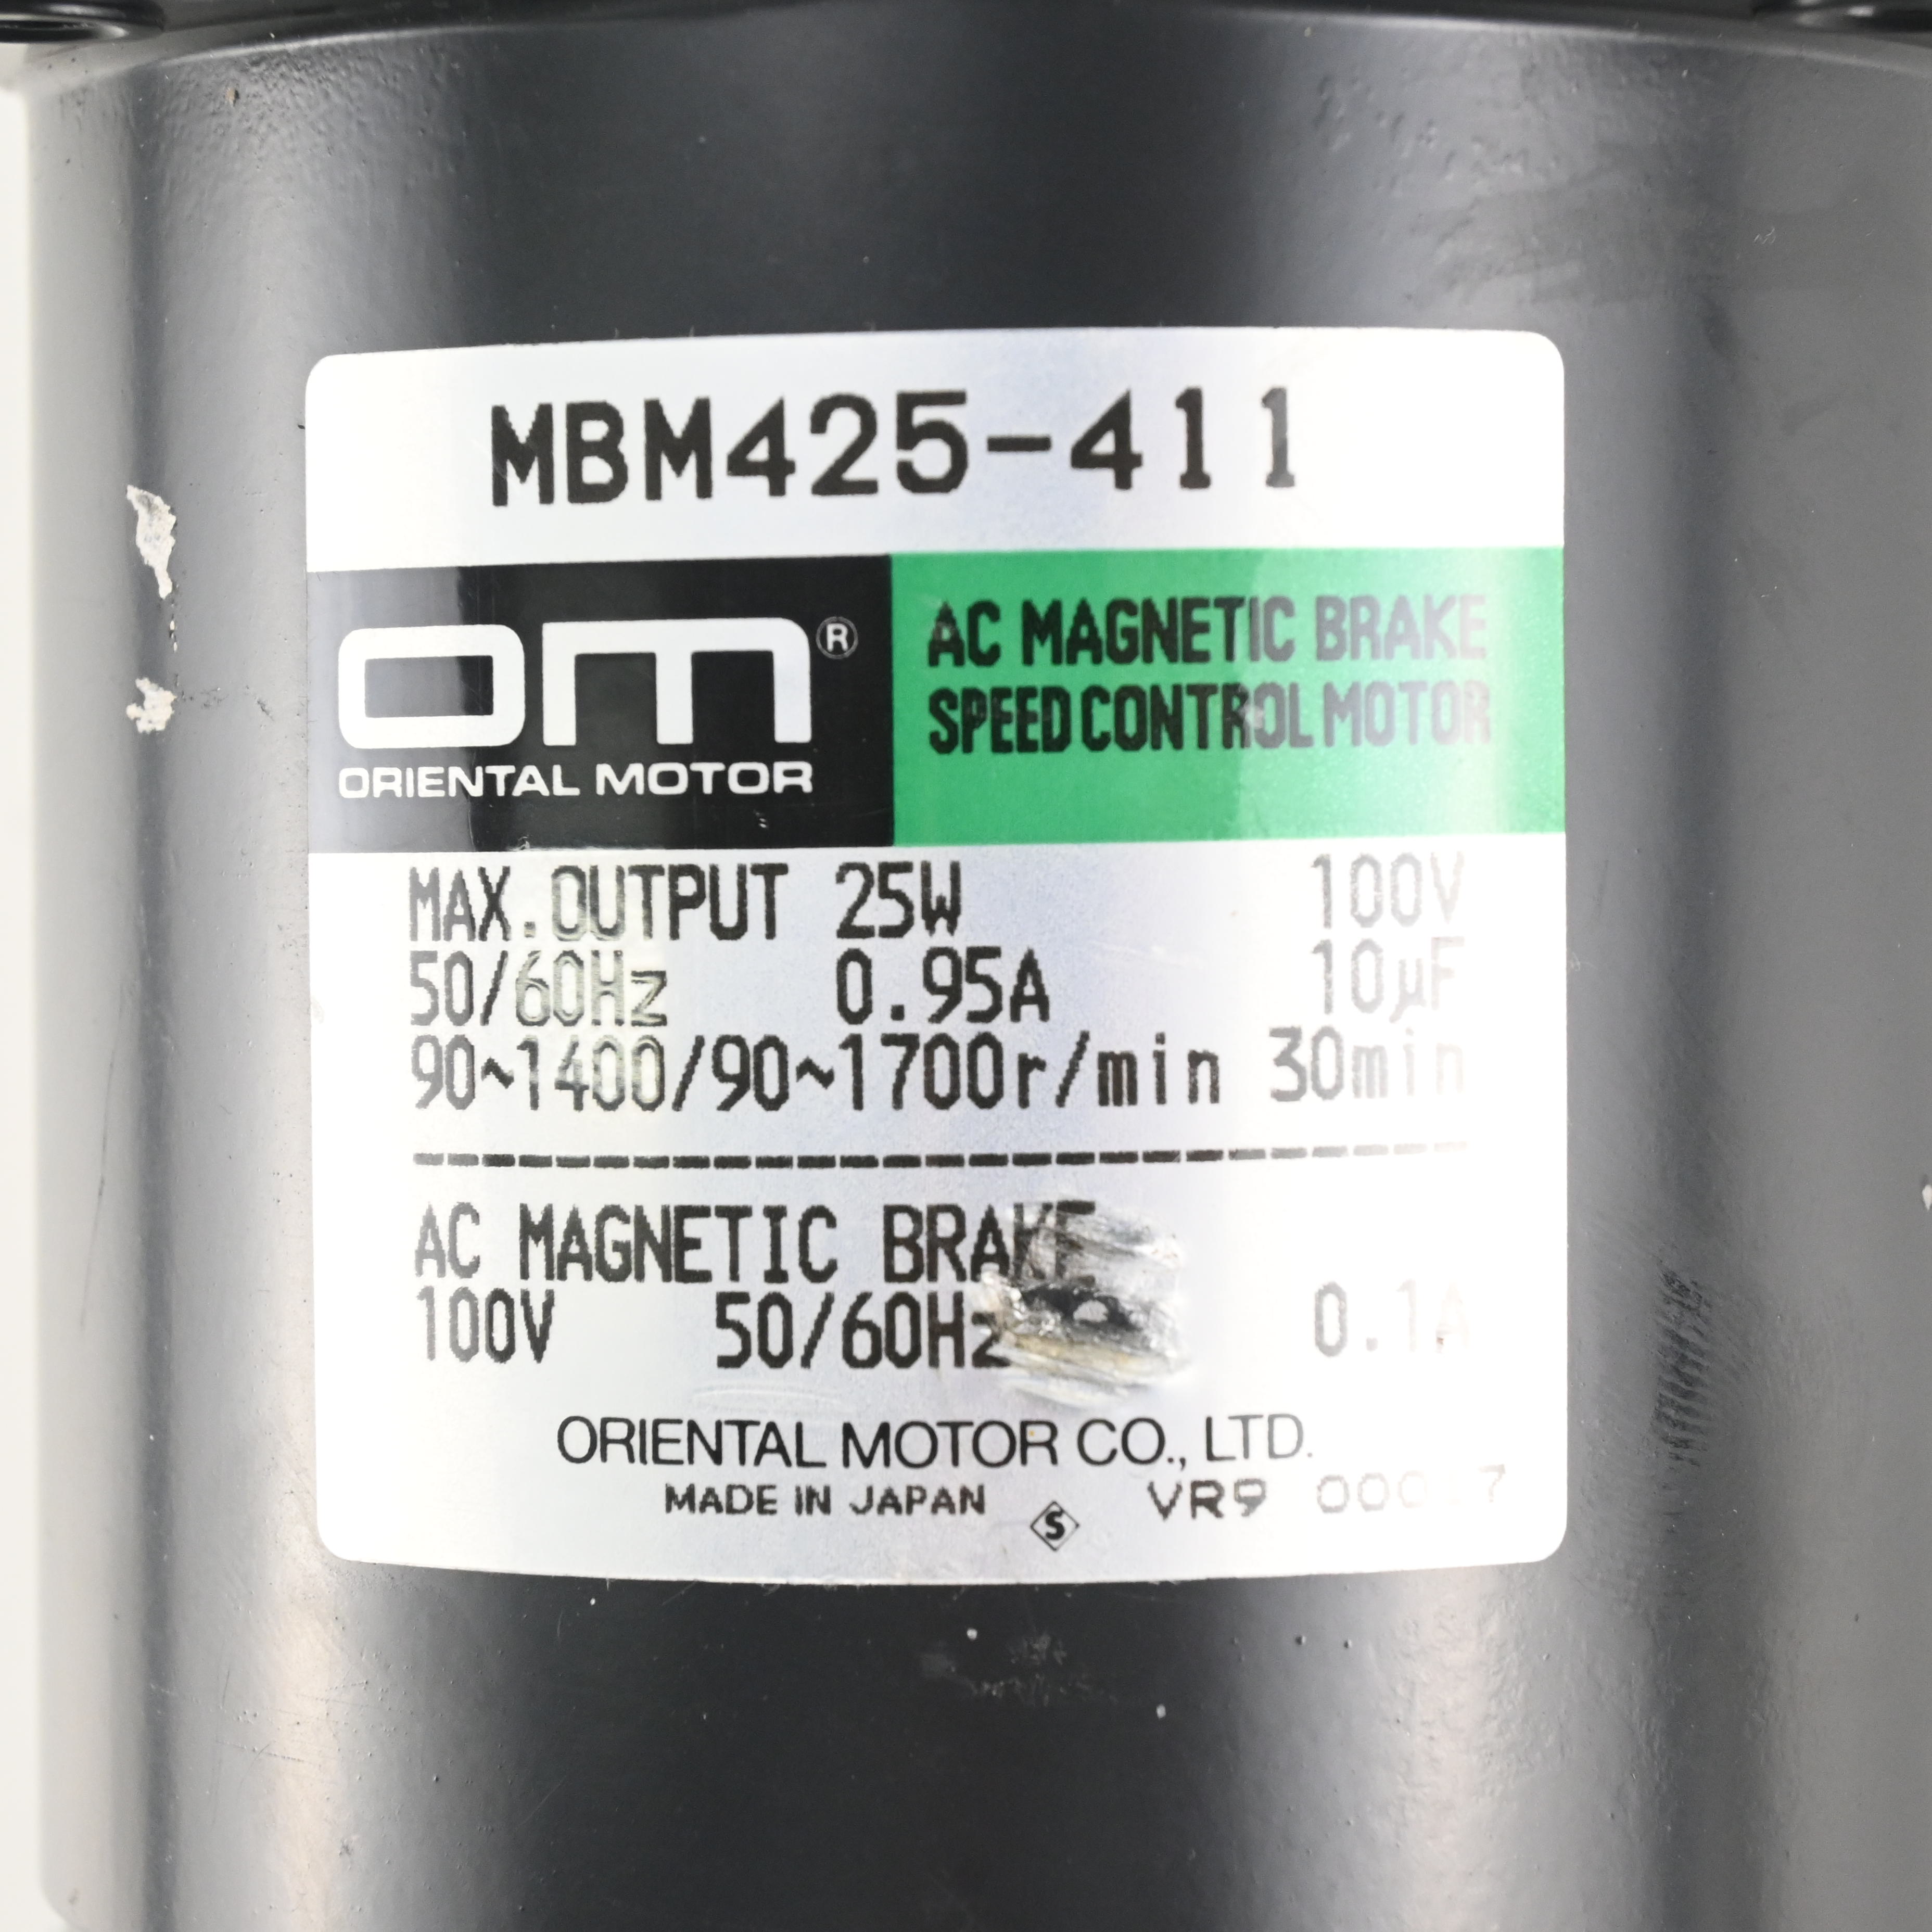 MBM425-411
om®
ORIENTAL MOTOR
AC MAGNETIC BRAKE
SPEED CONTROL MOTOR
MAX.OUTPUT 25W 100V
50/60Hz 0.95A 10μF
90~1400/90~1700r/min 30min
AC MAGNETIC BRAKE
100V 50/60Hz 0.1A
ORIENTAL MOTOR CO., LTD.
MADE IN JAPAN S VR9